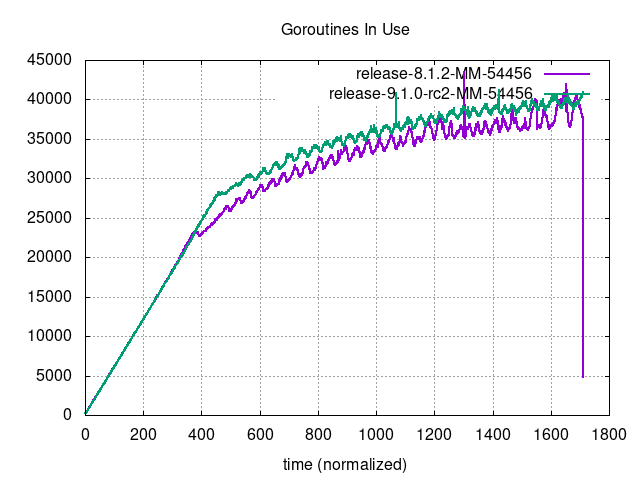 Goroutines In Use
45000
40000
35000
30000
25000
20000
15000
10000
5000
0
release-8.1.2-MM-54456
release-9.1.0-rc2-MM-54456
0 200 400 600 800 1000 1200 1400 1600 1800
time (normalized)